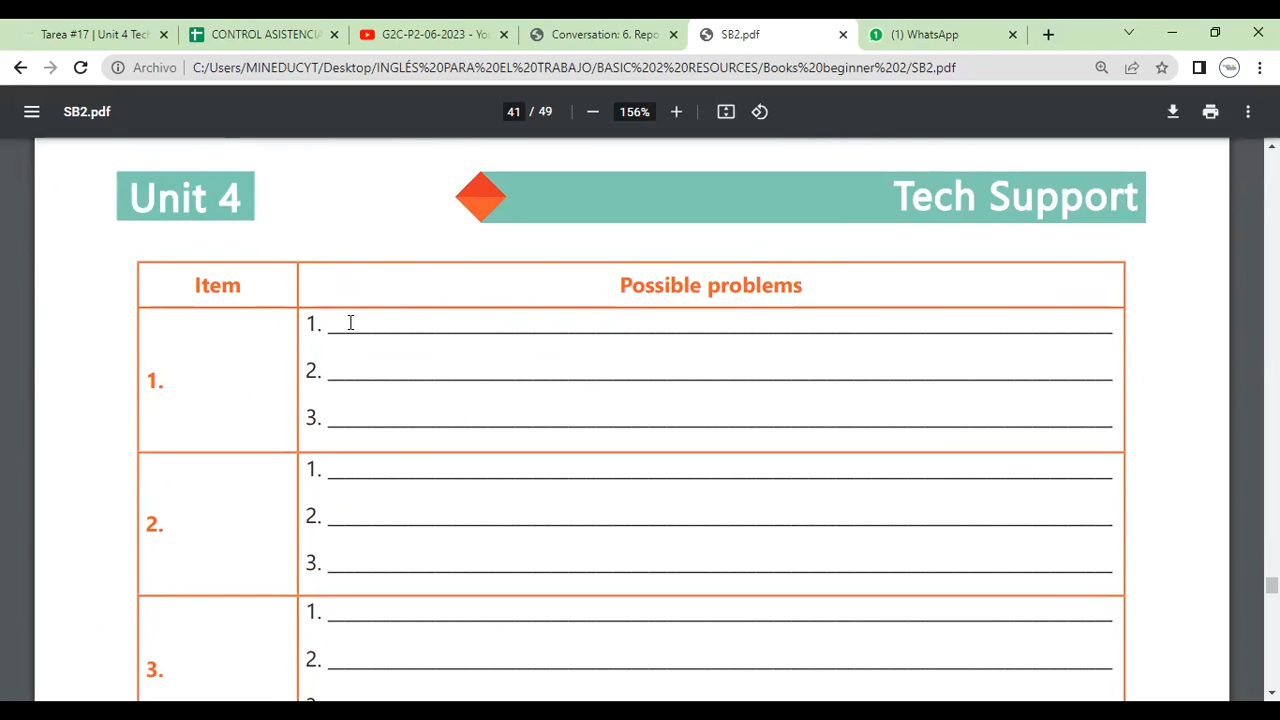 Tarea #17 | Unit 4 Tech
CONTROL ASISTENCIA
G2C-P2-06-2023 - You
Conversation: 6. Repo
SB2.pdf
(1) WhatsApp
Archivo
C:/Users/MINEDUCYT/Desktop/INGLÉS%20PARA%20EL%20TRABAJO/BASIC%202%20RESOURCES/Books%20beginner%202/SB2.pdf
SB2.pdf
41 / 49
156%
Unit 4
Tech Support
Item
Possible problems
1.
1.
2.
3.
2.
1.
2.
3.
3.
1.
2.